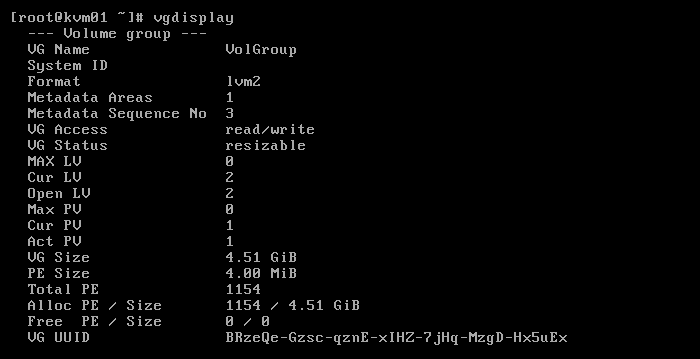 [root@kvm01 ~]# vgdisplay
--- Volume group ---
VG Name VolGroup
System ID
Format lvm2
Metadata Areas 1
Metadata Sequence No 3
VG Access read/write
VG Status resizable
MAX LV 0
Cur LV 2
Open LV 2
Max PV 0
Cur PV 1
Act PV 1
VG Size 4.51 GiB
PE Size 4.00 MiB
Total PE 1154
Alloc PE / Size 1154 / 4.51 GiB
Free PE / Size 0 / 0
VG UUID BRzeQe-Gzsc-qznE-xIHZ-7jHq-MzgD-Hx5uEx